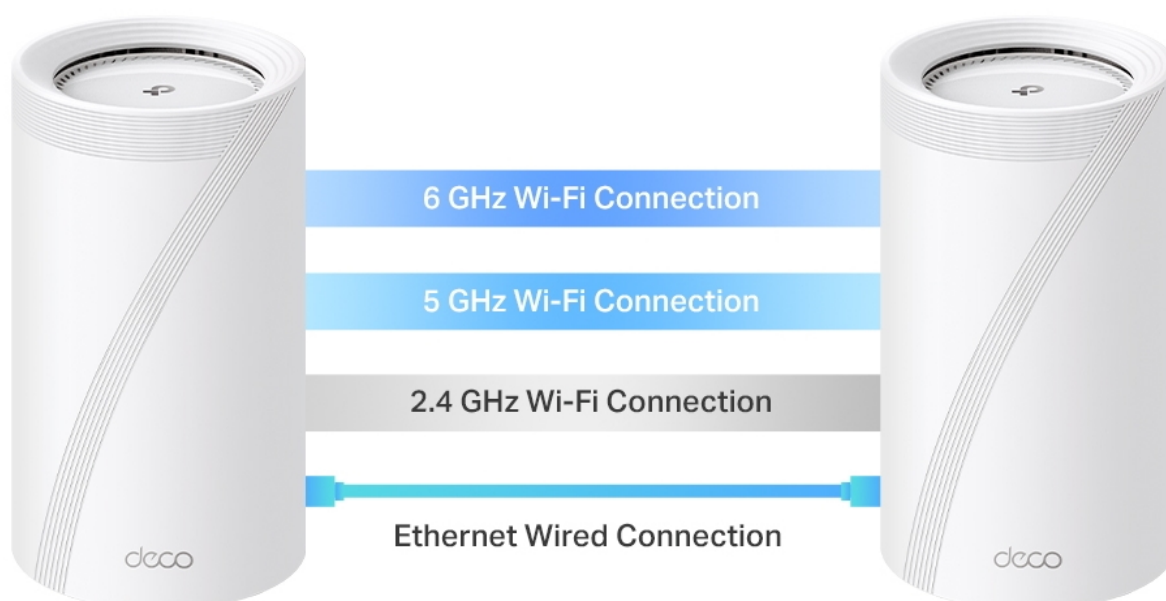 6 GHz Wi-Fi Connection
5 GHz Wi-Fi Connection
2.4 GHz Wi-Fi Connection
Ethernet Wired Connection
deco
deco